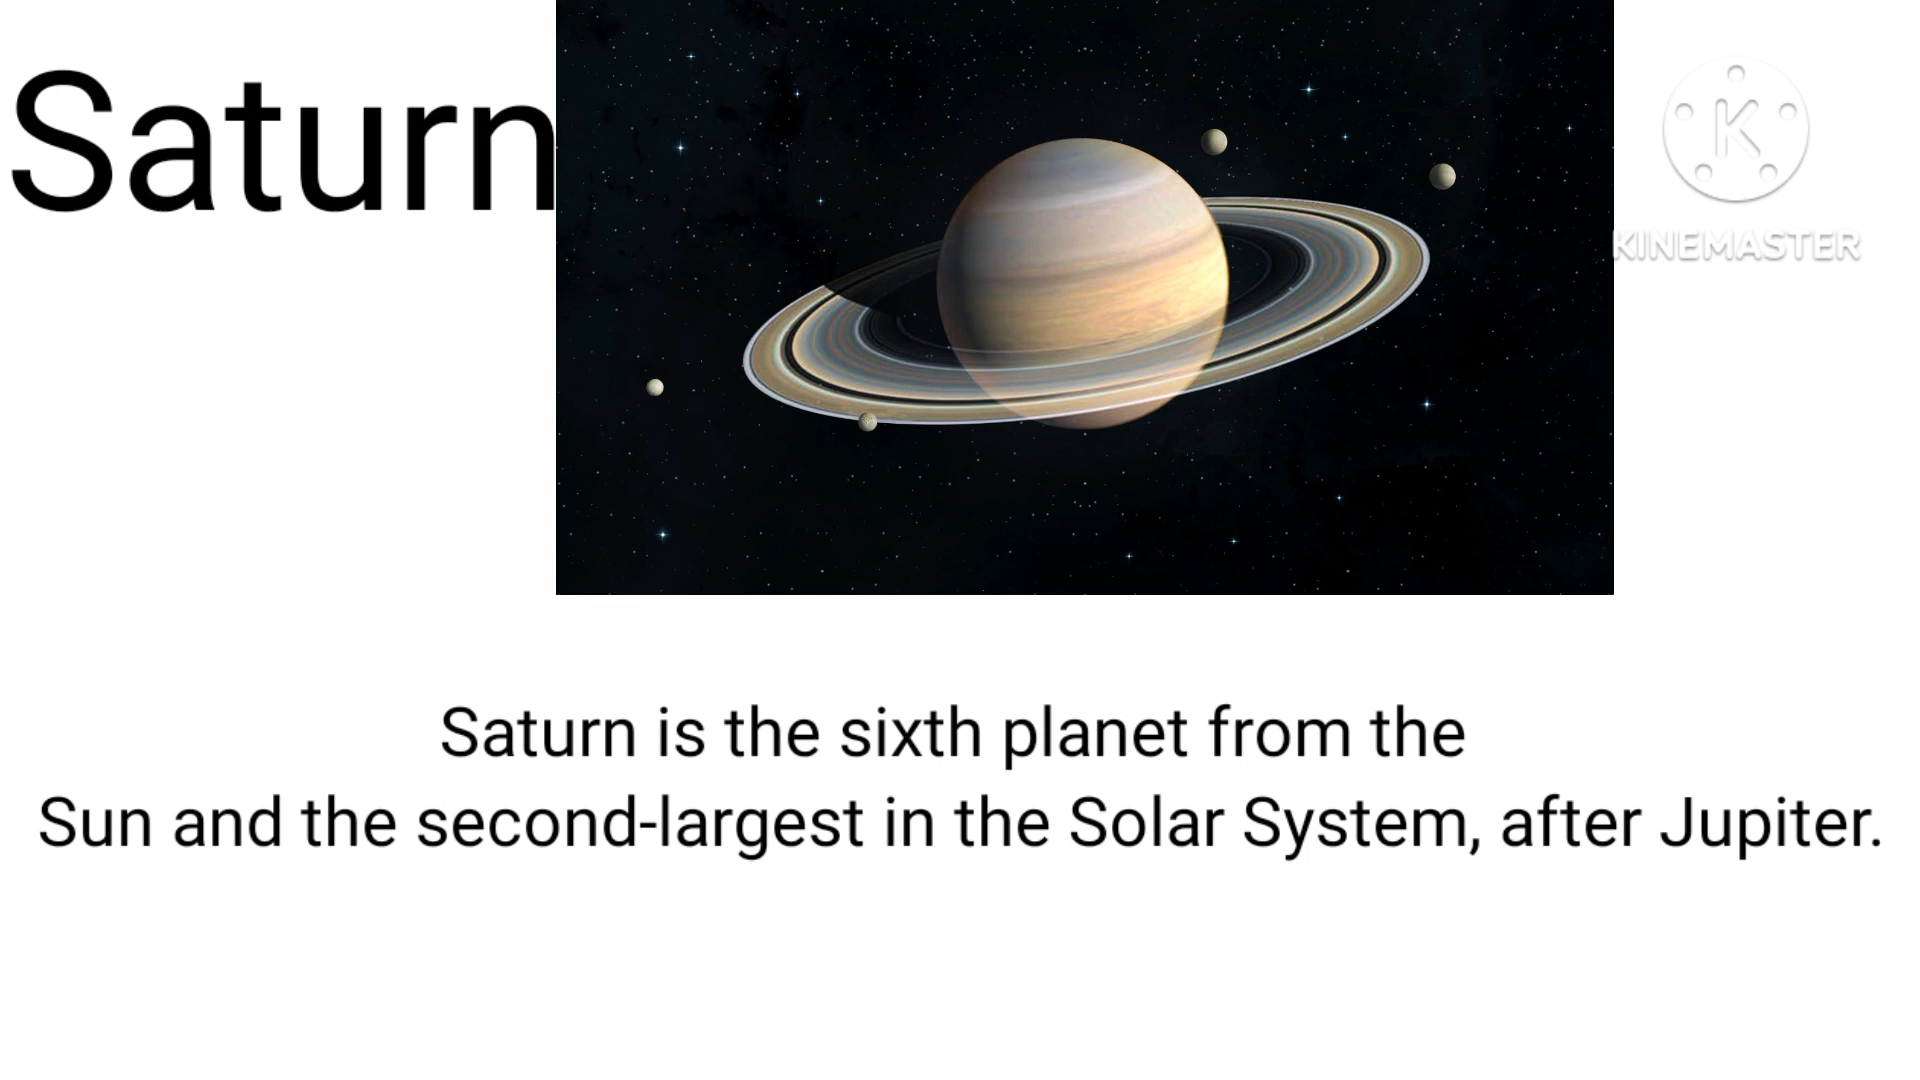 Saturn
K
KINEMASTER
Saturn is the sixth planet from the
Sun and the second-largest in the Solar System, after Jupiter.